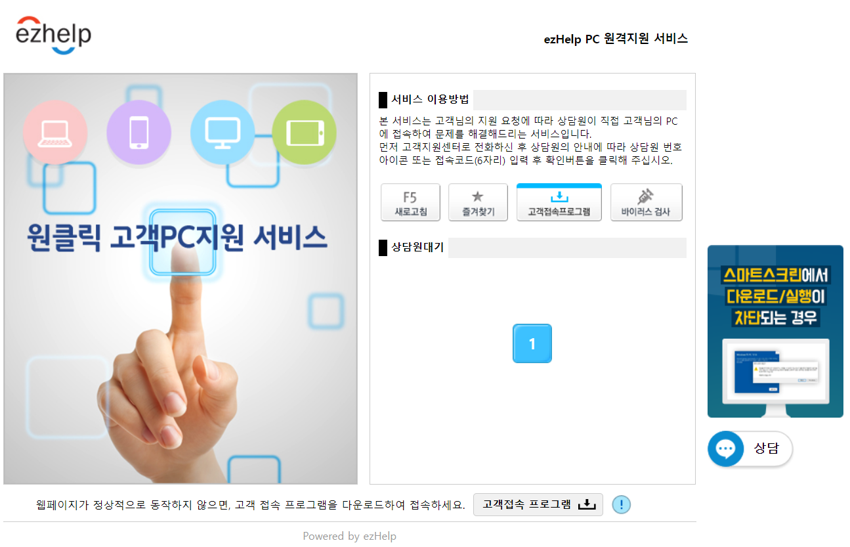 ezhelp
ezHelp PC 원격지원 서비스
원클릭 고객PC지원 서비스
서비스 이용방법
본 서비스는 고객님의 지원 요청에 따라 상담원이 직접 고객님의 PC
에 접속하여 문제를 해결해드리는 서비스입니다.
먼저 고객지원센터로 전화하신 후 상담원의 안내에 따라 상담원 번호
아이콘 또는 접속코드(6자리) 입력 후 확인버튼을 클릭해 주십시오.
F5
새로고침
즐겨찾기
고객접속프로그램
바이러스 검사
상담원대기
1
스마트스크린에서
다운로드/실행이
차단되는 경우
상담
웹페이지가 정상적으로 동작하지 않으면, 고객 접속 프로그램을 다운로드하여 접속하세요.
고객접속 프로그램
!
Powered by ezHelp